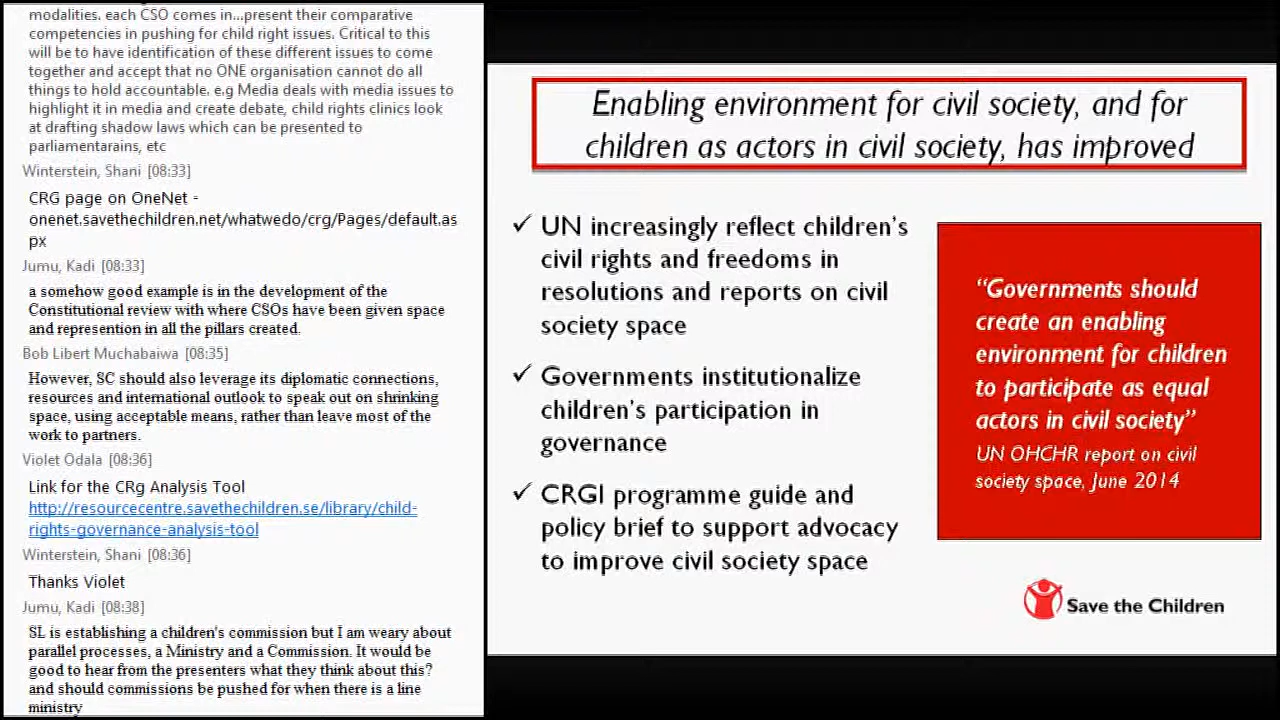 modalities. each CSO comes in...present their comparative
competencies in pushing for child right issues. Critical to this
will be to have identification of these different issues to come
together and accept that no ONE organisation cannot do all
things to hold accountable. e.g Media deals with media issues to
highlight it in media and create debate, child rights clinics look
at drafting shadow laws which can be presented to
parliamentarains, etc
Winterstein, Shani [08:33]
CRG page on OneNet -
onenet.savethechildren.net/whatwedo/crg/Pages/default.as
px
Jumu, Kadi [08:33]
a somehow good example is in the development of the
Constitutional review with where CSOs have been given space
and represention in all the pillars created.
Bob Libert Muchabaiwa [08:35]
However, SC should also leverage its diplomatic connections,
resources and international outlook to speak out on shrinking
space, using acceptable means, rather than leave most of the
work to partners.
Violet Odala [08:36]
Link for the CRg Analysis Tool
http://resourcecentre.savethechildren.se/library/child-
rights-governance-analysis-tool
Winterstein, Shani [08:36]
Thanks Violet
Jumu, Kadi [08:38]
SL is establishing a children's commission but I am weary about
parallel processes, a Ministry and a Commission. It would be
good to hear from the presenters what they think about this?
and should commissions be pushed for when there is a line
ministry
Enabling environment for civil society, and for
children as actors in civil society, has improved
✓ UN increasingly reflect children's
civil rights and freedoms in
resolutions and reports on civil
society space
✓ Governments institutionalize
children's participation in
governance
✓ CRGI programme guide and
policy brief to support advocacy
to improve civil society space
“Governments should
create an enabling
environment for children
to participate as equal
actors in civil society”
UN OHCHR report on civil
society space, June 2014
Save the Children